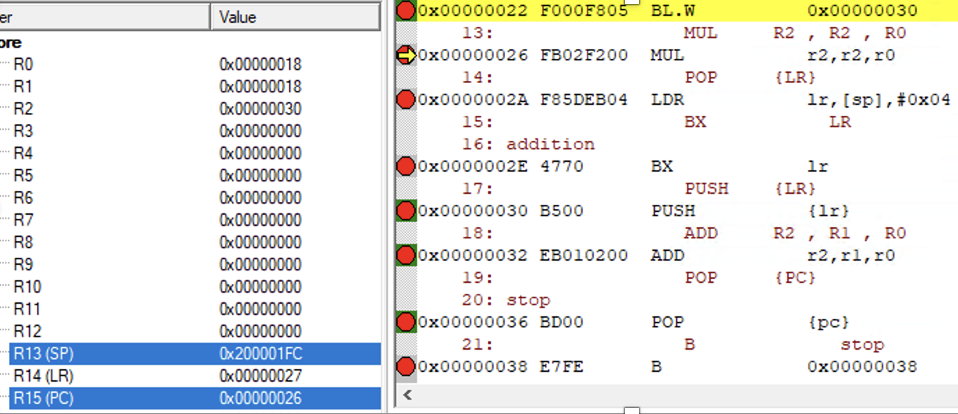 er Value
ore
R0 0x00000018
R1 0x00000018
R2 0x00000030
R3 0x00000000
R4 0x00000000
R5 0x00000000
R6 0x00000000
R7 0x00000000
R8 0x00000000
R9 0x00000000
R10 0x00000000
R11 0x00000000
R12 0x00000000
R13 (SP) 0x200001FC
R14 (LR) 0x00000027
R15 (PC) 0x00000026
0x00000022 F000F805 BL.W 0x00000030
13: MUL R2 , R2 , R0
0x00000026 FB02F200 MUL r2,r2,r0
14: POP {LR}
0x0000002A F85DEB04 LDR lr,[sp],#0x04
15: BX LR
16: addition
0x0000002E 4770 BX lr
17: PUSH {LR}
0x00000030 B500 PUSH {lr}
18: ADD R2 , R1 , R0
0x00000032 EB010200 ADD r2,r1,r0
19: POP {PC}
20: stop
0x00000036 BD00 POP {pc}
21: B stop
0x00000038 E7FE B 0x00000038